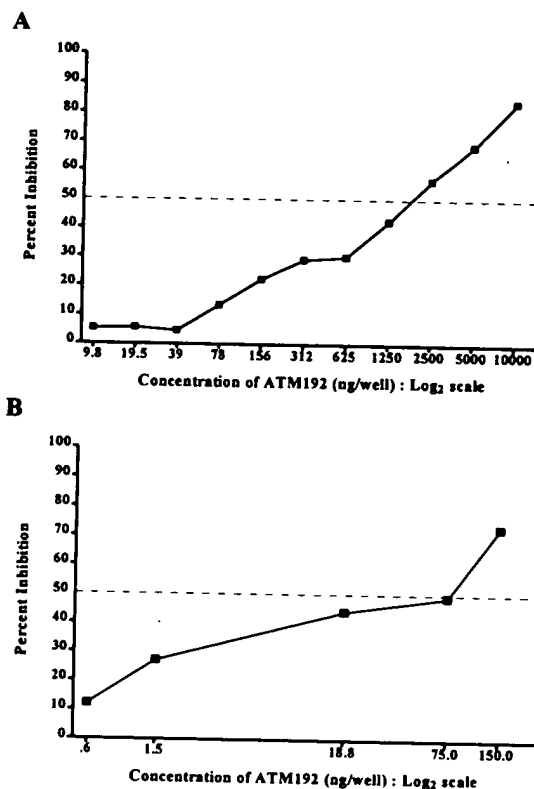 A
100
90
80
70
60
50
40
30
20
10
0
Percent Inhibition
9.8 19.5 39 78 156 312 625 1250 2500 5000 10000
Concentration of ATM192 (ng/well) : Log₂ scale
B
100
90
80
70
60
50
40
30
20
10
0
Percent Inhibition
.6 1.5 18.8 75.0 150.0
Concentration of ATM192 (ng/well) : Log₂ scale